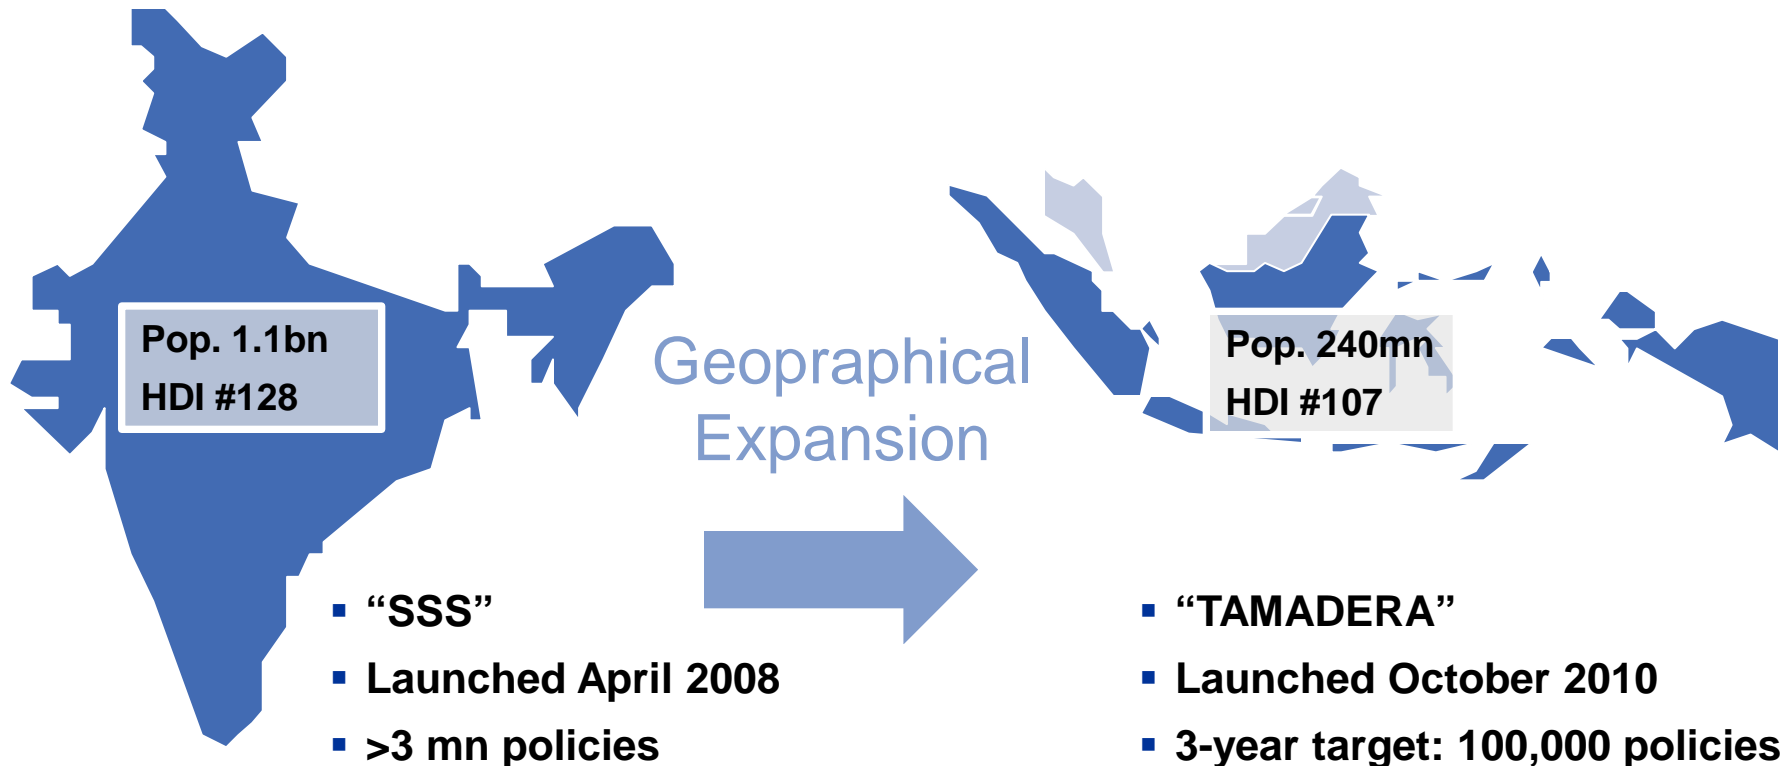 Pop. 1.1bn
HDI #128
Geopraphical
Expansion
Pop. 240mn
HDI #107
▪ “SSS”
▪ Launched April 2008
▪ >3 mn policies
▪ “TAMADERA”
▪ Launched October 2010
▪ 3-year target: 100,000 policies